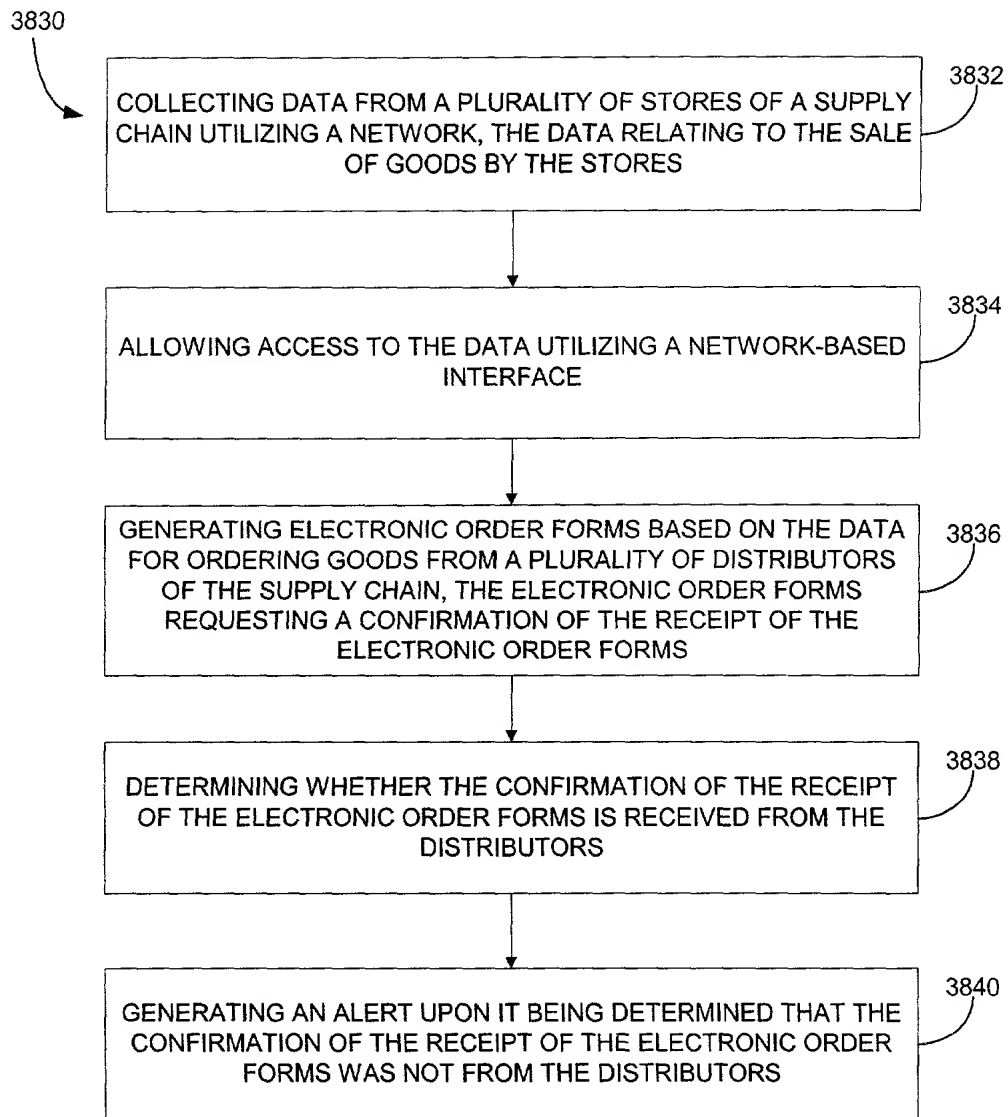 3830
3832
COLLECTING DATA FROM A PLURALITY OF STORES OF A SUPPLY
CHAIN UTILIZING A NETWORK, THE DATA RELATING TO THE SALE
OF GOODS BY THE STORES
3834
ALLOWING ACCESS TO THE DATA UTILIZING A NETWORK-BASED
INTERFACE
3836
GENERATING ELECTRONIC ORDER FORMS BASED ON THE DATA
FOR ORDERING GOODS FROM A PLURALITY OF DISTRIBUTORS
OF THE SUPPLY CHAIN, THE ELECTRONIC ORDER FORMS
REQUESTING A CONFIRMATION OF THE RECEIPT OF THE
ELECTRONIC ORDER FORMS
3838
DETERMINING WHETHER THE CONFIRMATION OF THE RECEIPT
OF THE ELECTRONIC ORDER FORMS IS RECEIVED FROM THE
DISTRIBUTORS
3840
GENERATING AN ALERT UPON IT BEING DETERMINED THAT THE
CONFIRMATION OF THE RECEIPT OF THE ELECTRONIC ORDER
FORMS WAS NOT FROM THE DISTRIBUTORS